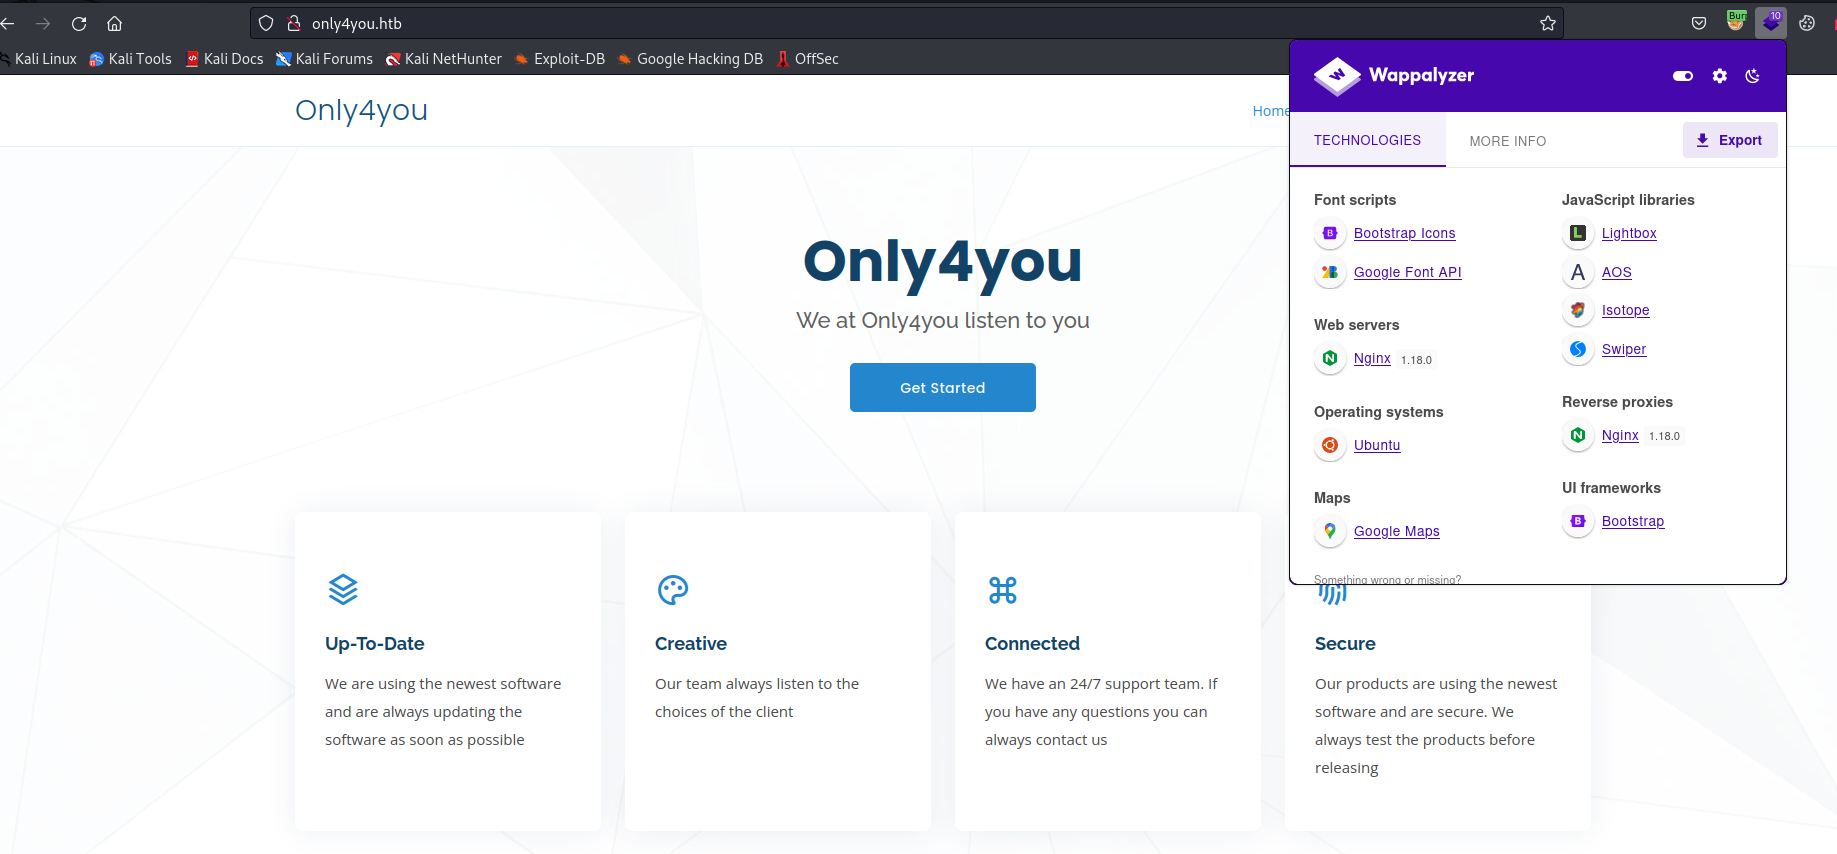 only4you.htb
Kali Linux Kali Tools Kali Docs Kali Forums Kali NetHunter Exploit-DB Google Hacking DB OffSec
Only4you
Home
Only4you
We at Only4you listen to you
Get Started
Up-To-Date
We are using the newest software
and are always updating the
software as soon as possible
Creative
Our team always listen to the
choices of the client
Connected
We have an 24/7 support team. If
you have any questions you can
always contact us
Secure
Our products are using the newest
software and are secure. We
always test the products before
releasing
10
Wappalyzer
TECHNOLOGIES MORE INFO Export
Font scripts
Bootstrap Icons
Google Font API
Web servers
Nginx 1.18.0
Operating systems
Ubuntu
Maps
Google Maps
JavaScript libraries
Lightbox
AOS
Isotope
Swiper
Reverse proxies
Nginx 1.18.0
UI frameworks
Bootstrap
Something wrong or missing?